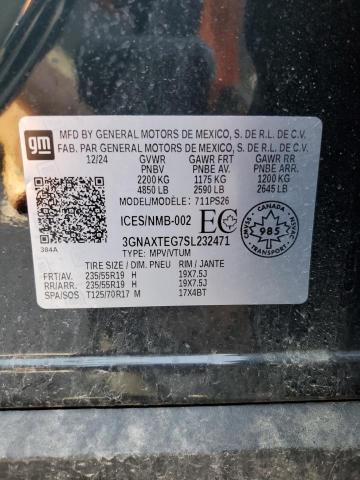 gm
MFD BY GENERAL MOTORS DE MEXICO, S. DE R.L. DE C.V.
FAB. PAR GENERAL MOTORS DE MEXICO, S. DE R.L. DE C.V.
12/24 GVWR GAWR FRT GAWR RR
PNBV PNBE AV. PNBE ARR.
2200 KG 1175 KG 1200 KG
4850 LB 2590 LB 2645 LB
MODEL/MODÈLE: 711PS26
ICES/NMB-002 EC
384A
3GNAXTEG7SL232471
TYPE: MPV/VTUM
TIRE SIZE / DIM. PNEU RIM / JANTE
FRT/AV. 235/55R19 H 19X7.5J
RR/ARR. 235/55R19 H 19X7.5J
SPA/SOS T125/70R17 M 17X4BT
CANADA
985